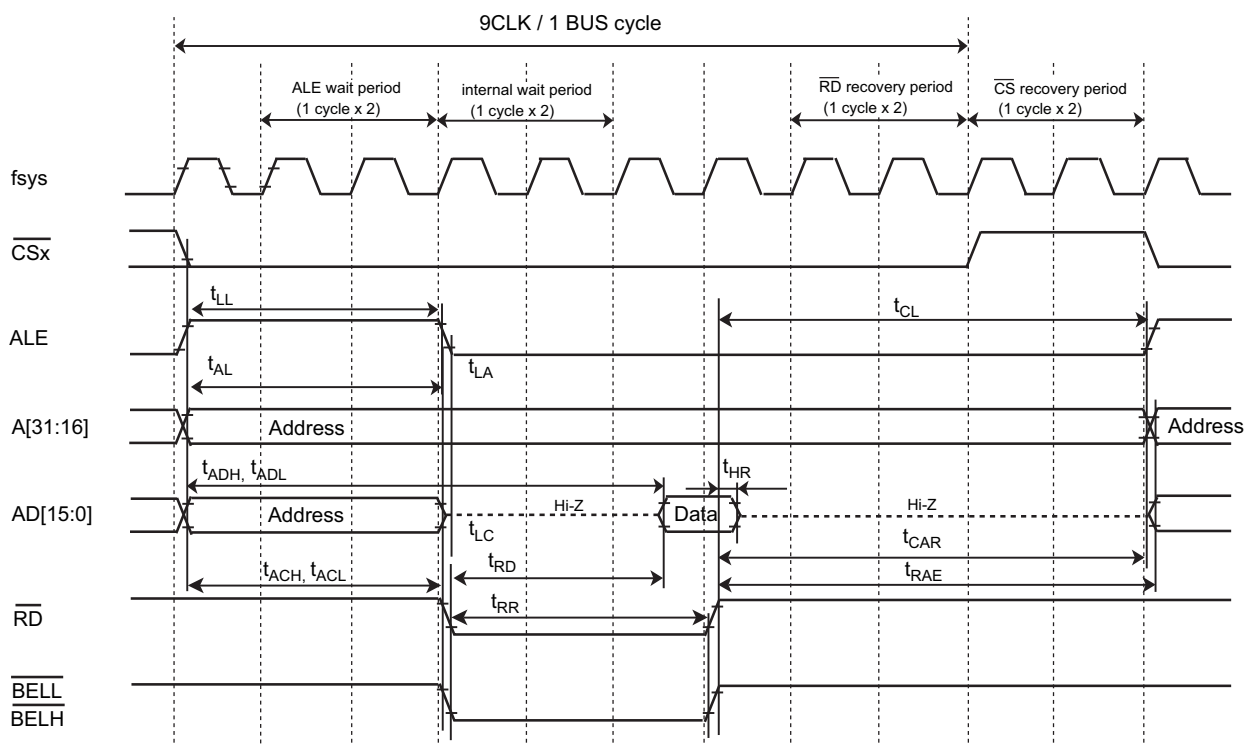 9CLK / 1 BUS cycle
ALE wait period
(1 cycle x 2)
internal wait period
(1 cycle x 2)
RD recovery period
(1 cycle x 2)
CS recovery period
(1 cycle x 2)
fsys
CSx
tLL
tCL
ALE
tAL
tLA
A[31:16]
Address
Address
tADH, tADL
tHR
AD[15:0]
Address
Hi-Z
Data
Hi-Z
tLC
tCAR
tRD
tACH, tACL
tRAE
tRR
RD
BELL
BELH